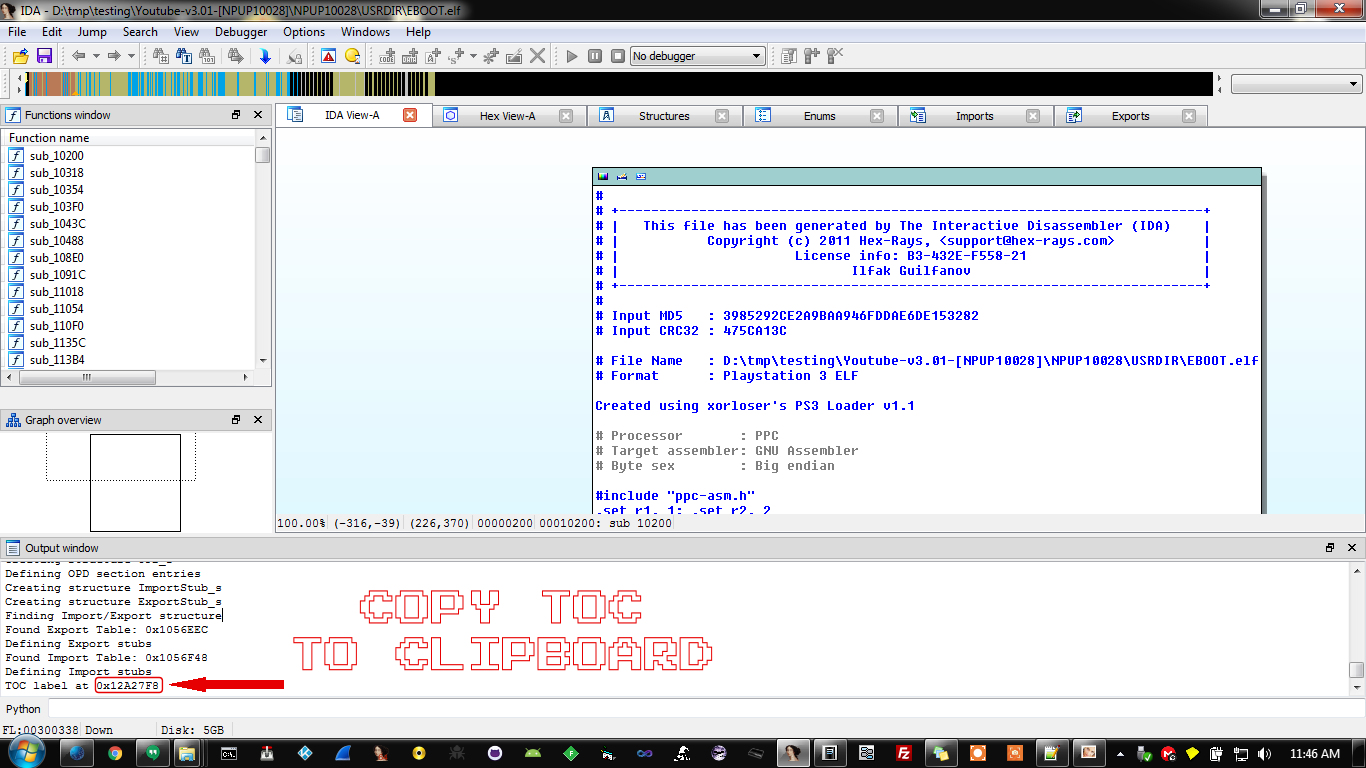 IDA - D:\tmp\testing\Youtube-v3.01-[NPUP10028]\NPUP10028\USRDIR\EBOOT.elf
File Edit Jump Search View Debugger Options Windows Help
No debugger
Functions window
Function name
sub_10200
sub_10318
sub_10354
sub_103F0
sub_1043C
sub_10488
sub_108E0
sub_1091C
sub_11018
sub_11054
sub_110F0
sub_1135C
sub_113B4
Graph overview
IDA View-A Hex View-A Structures Enums Imports Exports
#
# +-------------------------------------------------------------------------+
# | This file has been generated by The Interactive Disassembler (IDA) |
# | Copyright (c) 2011 Hex-Rays, <support@hex-rays.com> |
# | License info: B3-432E-F558-21 |
# | Ilfak Guilfanov |
# +-------------------------------------------------------------------------+
#
# Input MD5 : 3985292CE2A9BAA946FDDAE6DE153282
# Input CRC32 : 475CA13C
# File Name : D:\tmp\testing\Youtube-v3.01-[NPUP10028]\NPUP10028\USRDIR\EBOOT.elf
# Format : Playstation 3 ELF
Created using xorloser's PS3 Loader v1.1
# Processor : PPC
# Target assembler: GNU Assembler
# Byte sex : Big endian
#include "ppc-asm.h"
.set r1, 1; .set r2, 2
100.00% (-316,-39) (226,370) 00000200 00010200: sub_10200
Output window
Defining OPD section entries
Creating structure ImportStub_s
Creating structure ExportStub_s
Finding Import/Export structure
Found Export Table: 0x1056EEC
Defining Export stubs
Found Import Table: 0x1056F48
Defining Import stubs
TOC label at 0x12A27F8
COPY TOC
TO CLIPBOARD
Python
FL:00300338 Down Disk: 5GB
11:46 AM